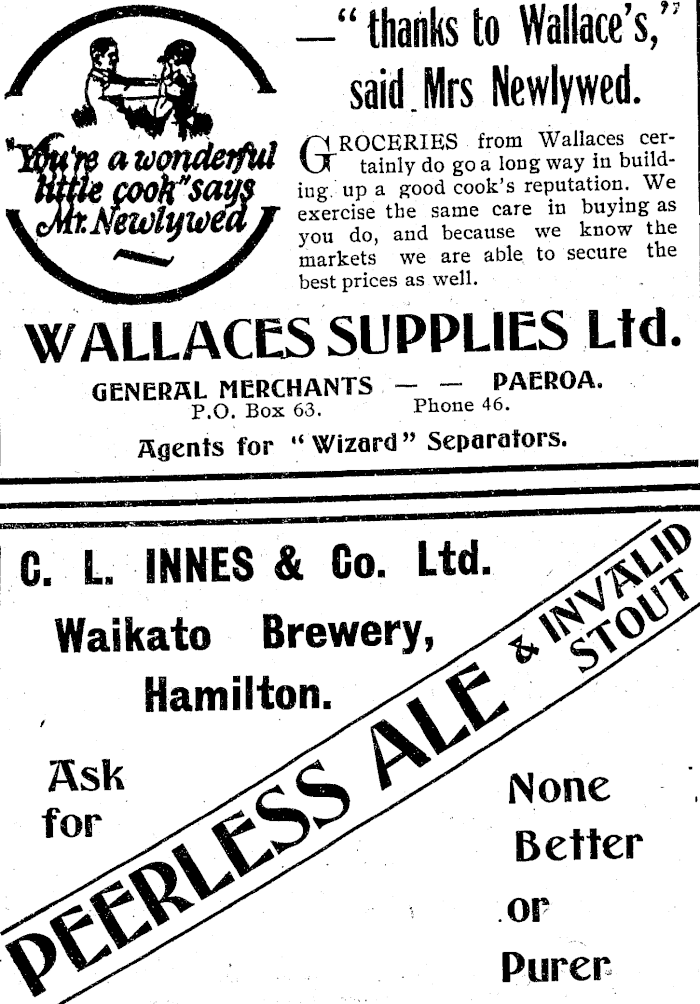 "You're a wonderful
little cook" says
Mr. Newlywed
—"thanks to Wallace's,"
said Mrs Newlywed.
GROCERIES from Wallaces cer-
tainly do go a long way in build-
ing up a good cook's reputation. We
exercise the same care in buying as
you do, and because we know the
markets we are able to secure the
best prices as well.
WALLACES SUPPLIES Ltd.
GENERAL MERCHANTS — — PAEROA.
P.O. Box 63. Phone 46.
Agents for "Wizard" Separators.
C. L. INNES & Co. Ltd.
Waikato Brewery,
Hamilton.
Ask
for
PEERLESS ALE & INVALID
STOUT
None
Better
or
Purer